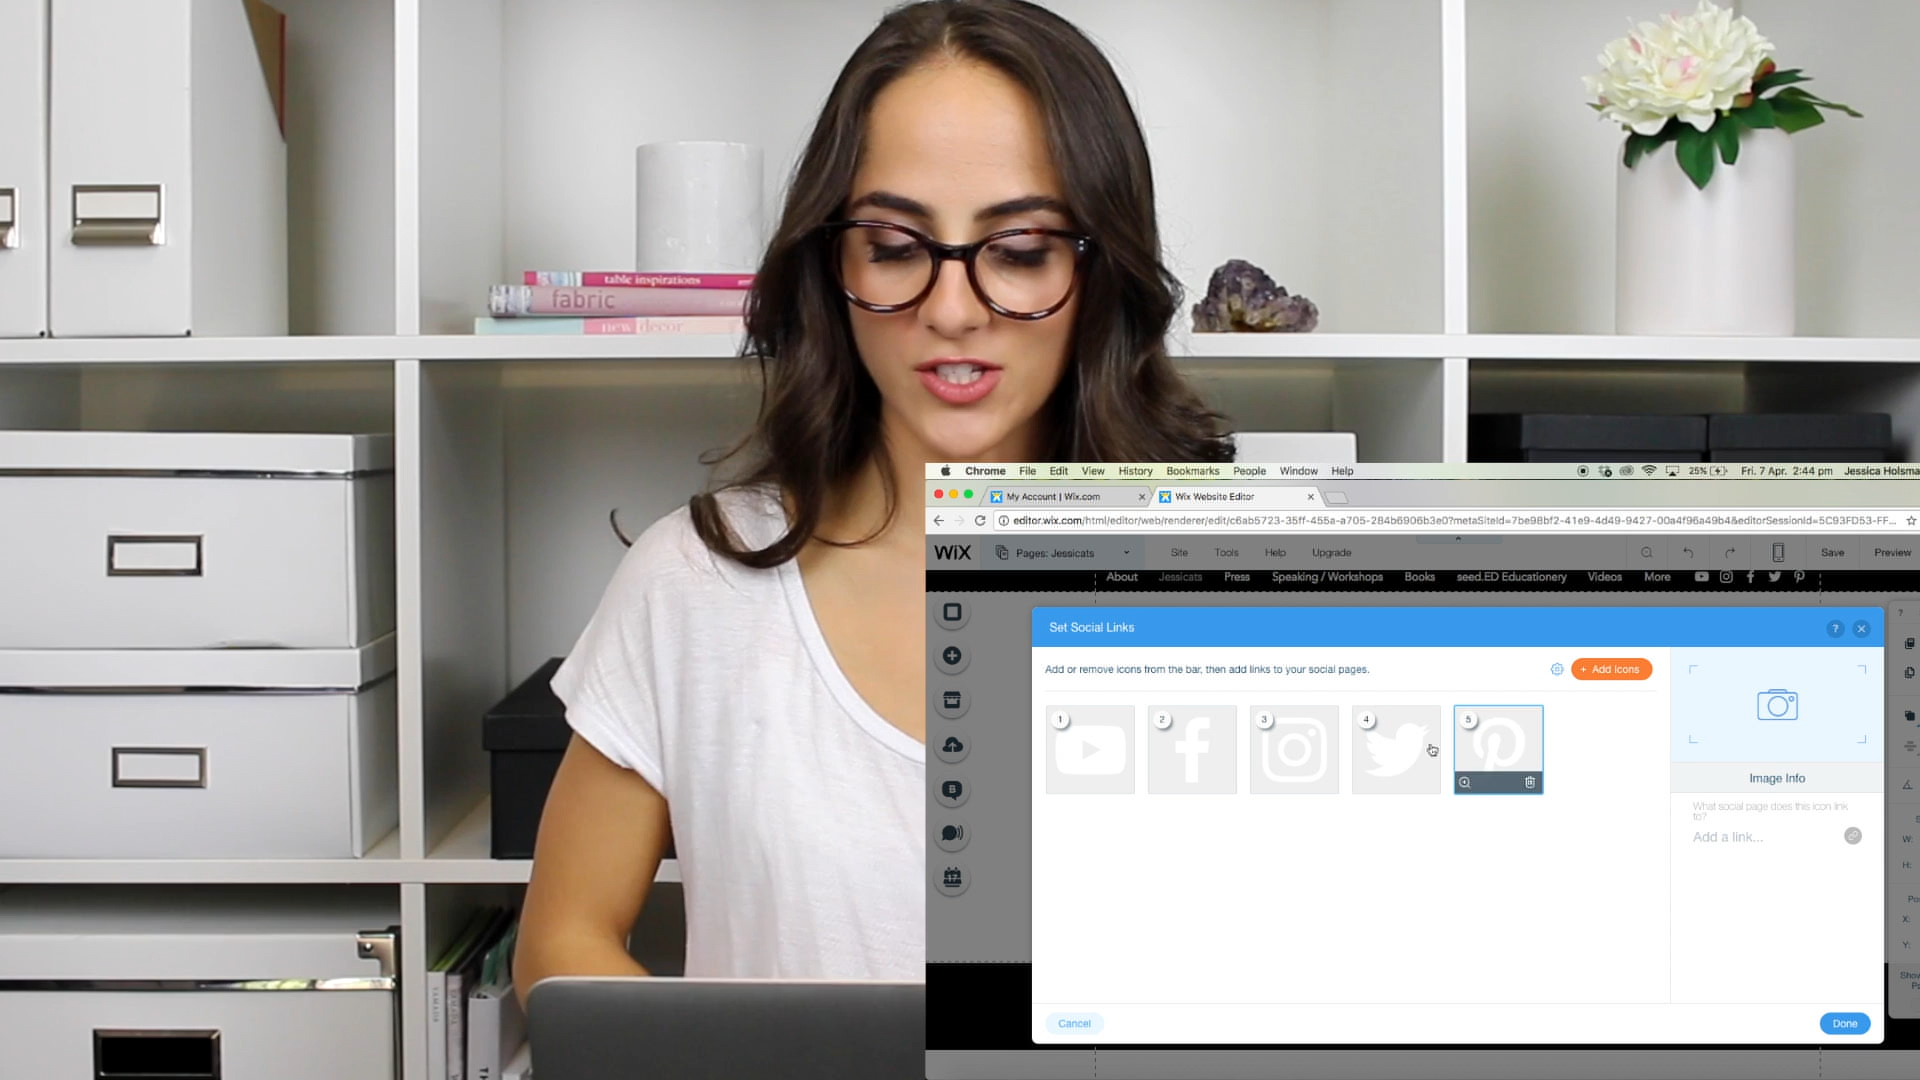 table inspirations
fabric
new decor
YAMADA
YAMADA
Chrome File Edit View History Bookmarks People Window Help
25% Fri. 7 Apr. 2:44 pm Jessica Holsma
My Account | Wix.com
Wix Website Editor
editor.wix.com/html/editor/web/renderer/edit/c6ab5723-35ff-455a-a705-284b6906b3e0?metaSiteId=7be98bf2-41e9-4d49-9427-00a4f96a49b4&editorSessionId=5C93FD53-FF...
WiX Pages: Jessicats Site Tools Help Upgrade Save Preview
About Jessicats Press Speaking / Workshops Books seed.ED Educationery Videos More
Set Social Links ?
Add or remove icons from the bar, then add links to your social pages.
+ Add Icons
1 2 3 4 5
Image Info
What social page does this icon link
to?
Add a link...
Cancel Done
?
W:
H:
Po
X:
Y:
Show
P